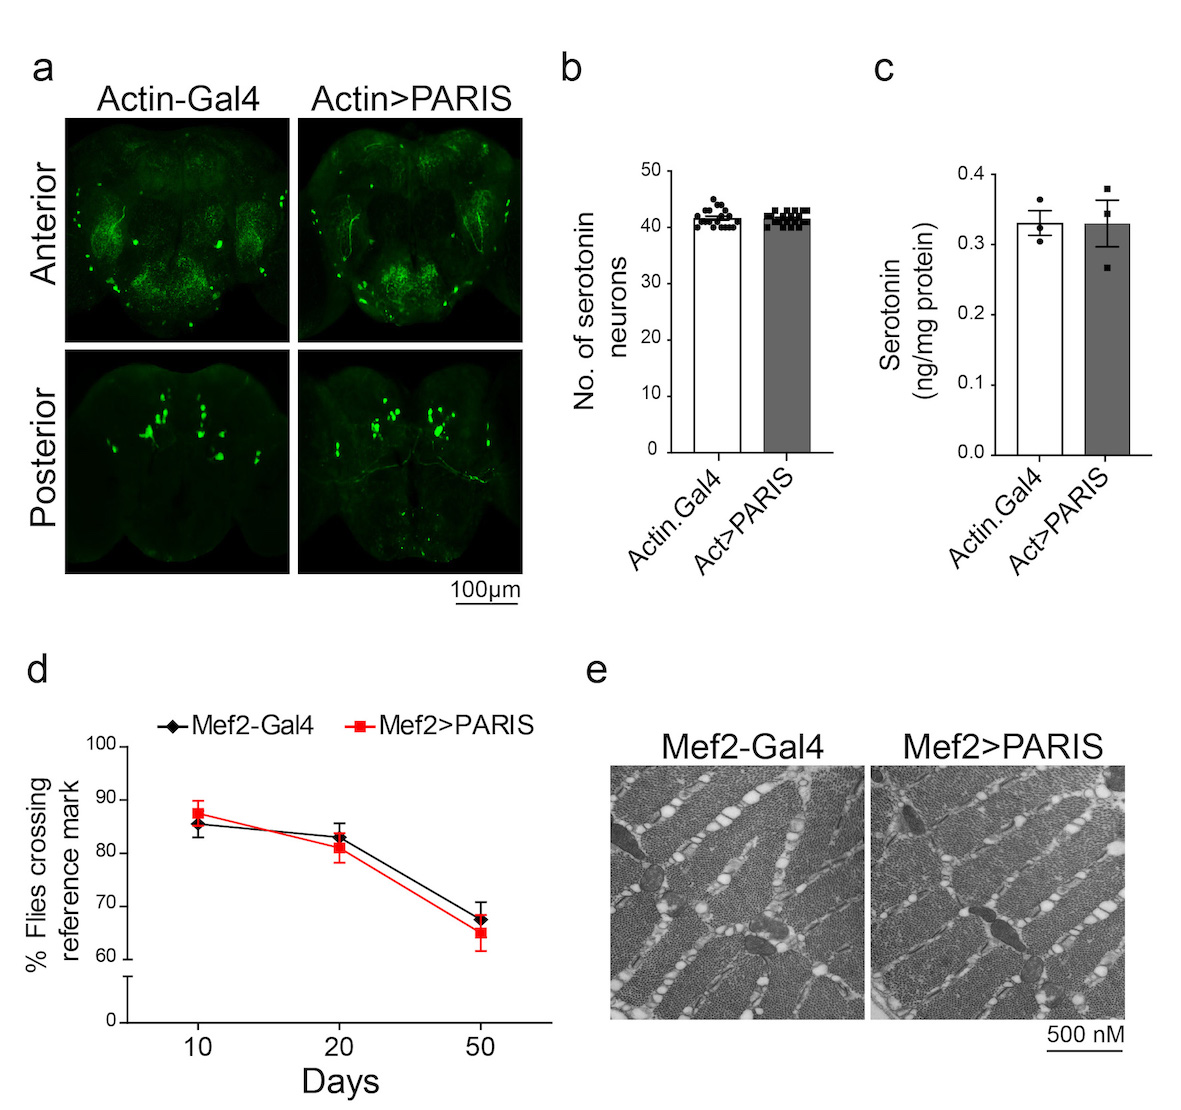 a
Actin-Gal4
Actin>PARIS
Anterior
Posterior
100µm
b
No. of serotonin
neurons
50
40
30
20
10
0
Actin.Gal4
Act>PARIS
c
Serotonin
(ng/mg protein)
0.4
0.3
0.2
0.1
0.0
Actin.Gal4
Act>PARIS
d
Mef2-Gal4
Mef2>PARIS
% Flies crossing
reference mark
100
90
80
70
60
0
10
20
50
Days
e
Mef2-Gal4
Mef2>PARIS
500 nM